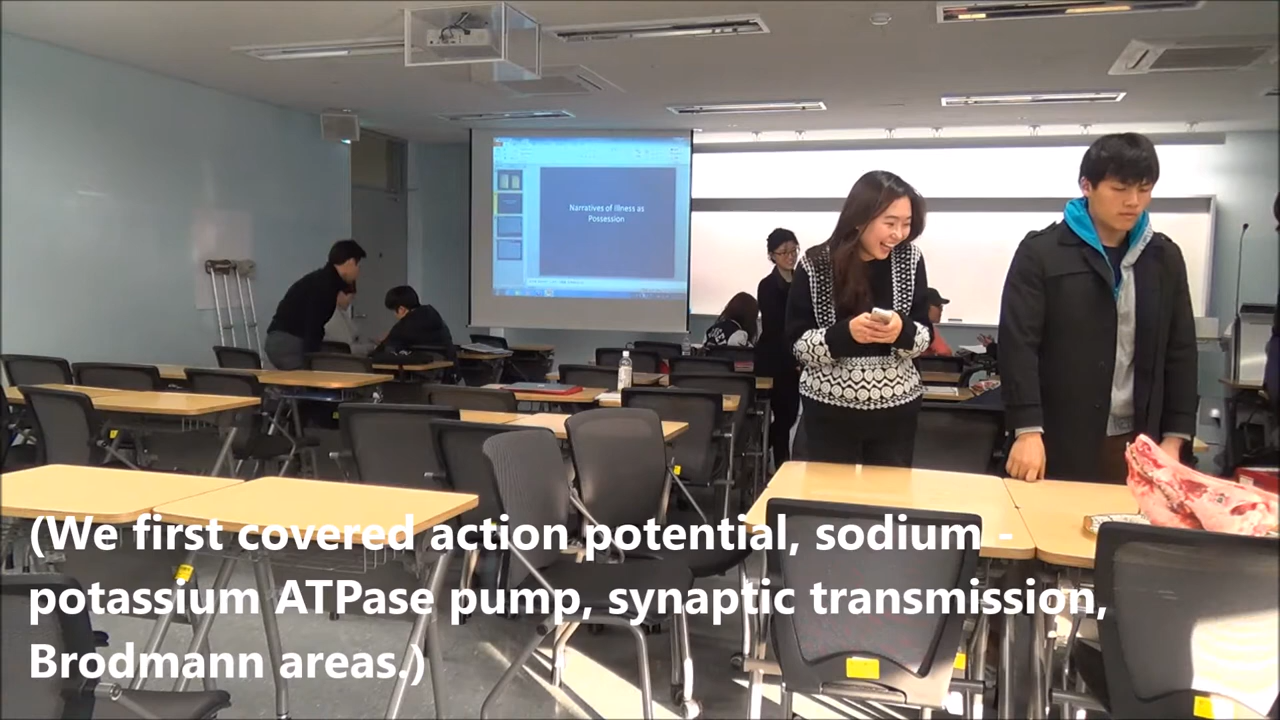 Narratives of Illness as
Possession
(We first covered action potential, sodium -
potassium ATPase pump, synaptic transmission,
Brodmann areas.)